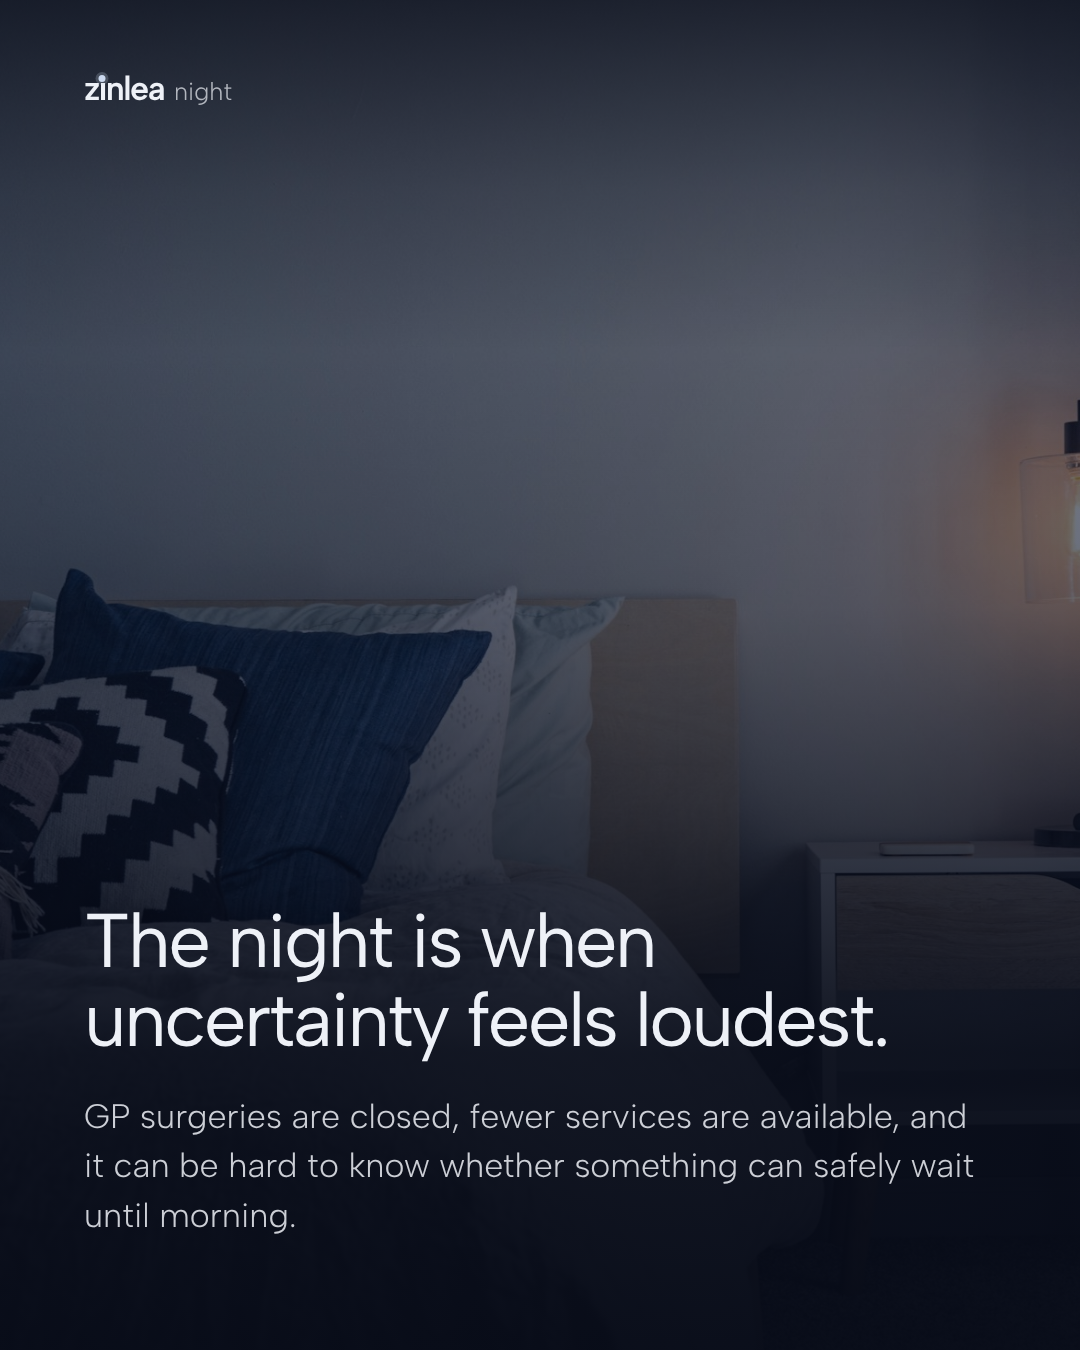 zinlea night
The night is when
uncertainty feels loudest.
GP surgeries are closed, fewer services are available, and
it can be hard to know whether something can safely wait
until morning.